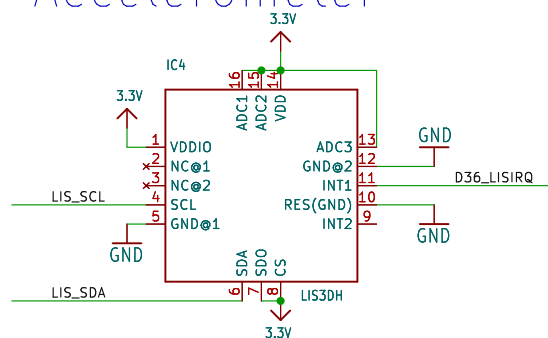 Accelerometer
3.3V
IC4
16 15 14
3.3V
ADC1 ADC2 VDD
1 VDDIO ADC3 13
2 NC@1 GND@2 12 GND
3 NC@2 INT1 11 D36_LISIRQ
LIS_SCL 4 SCL RES(GND) 10
5 GND@1 INT2 9
GND GND
SDA SDO CS
LIS_SDA 6 7 8 LIS3DH
3.3V